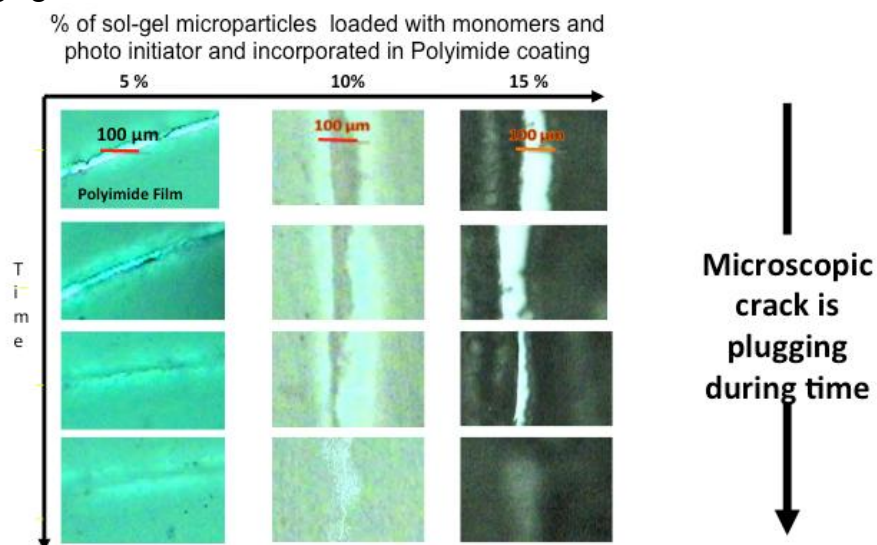 % of sol-gel microparticles loaded with monomers and
photo initiator and incorporated in Polyimide coating
5 %
10%
15 %
100 µm
100 µm
100 µm
Polyimide Film
Time
Microscopic
crack is
plugging
during time